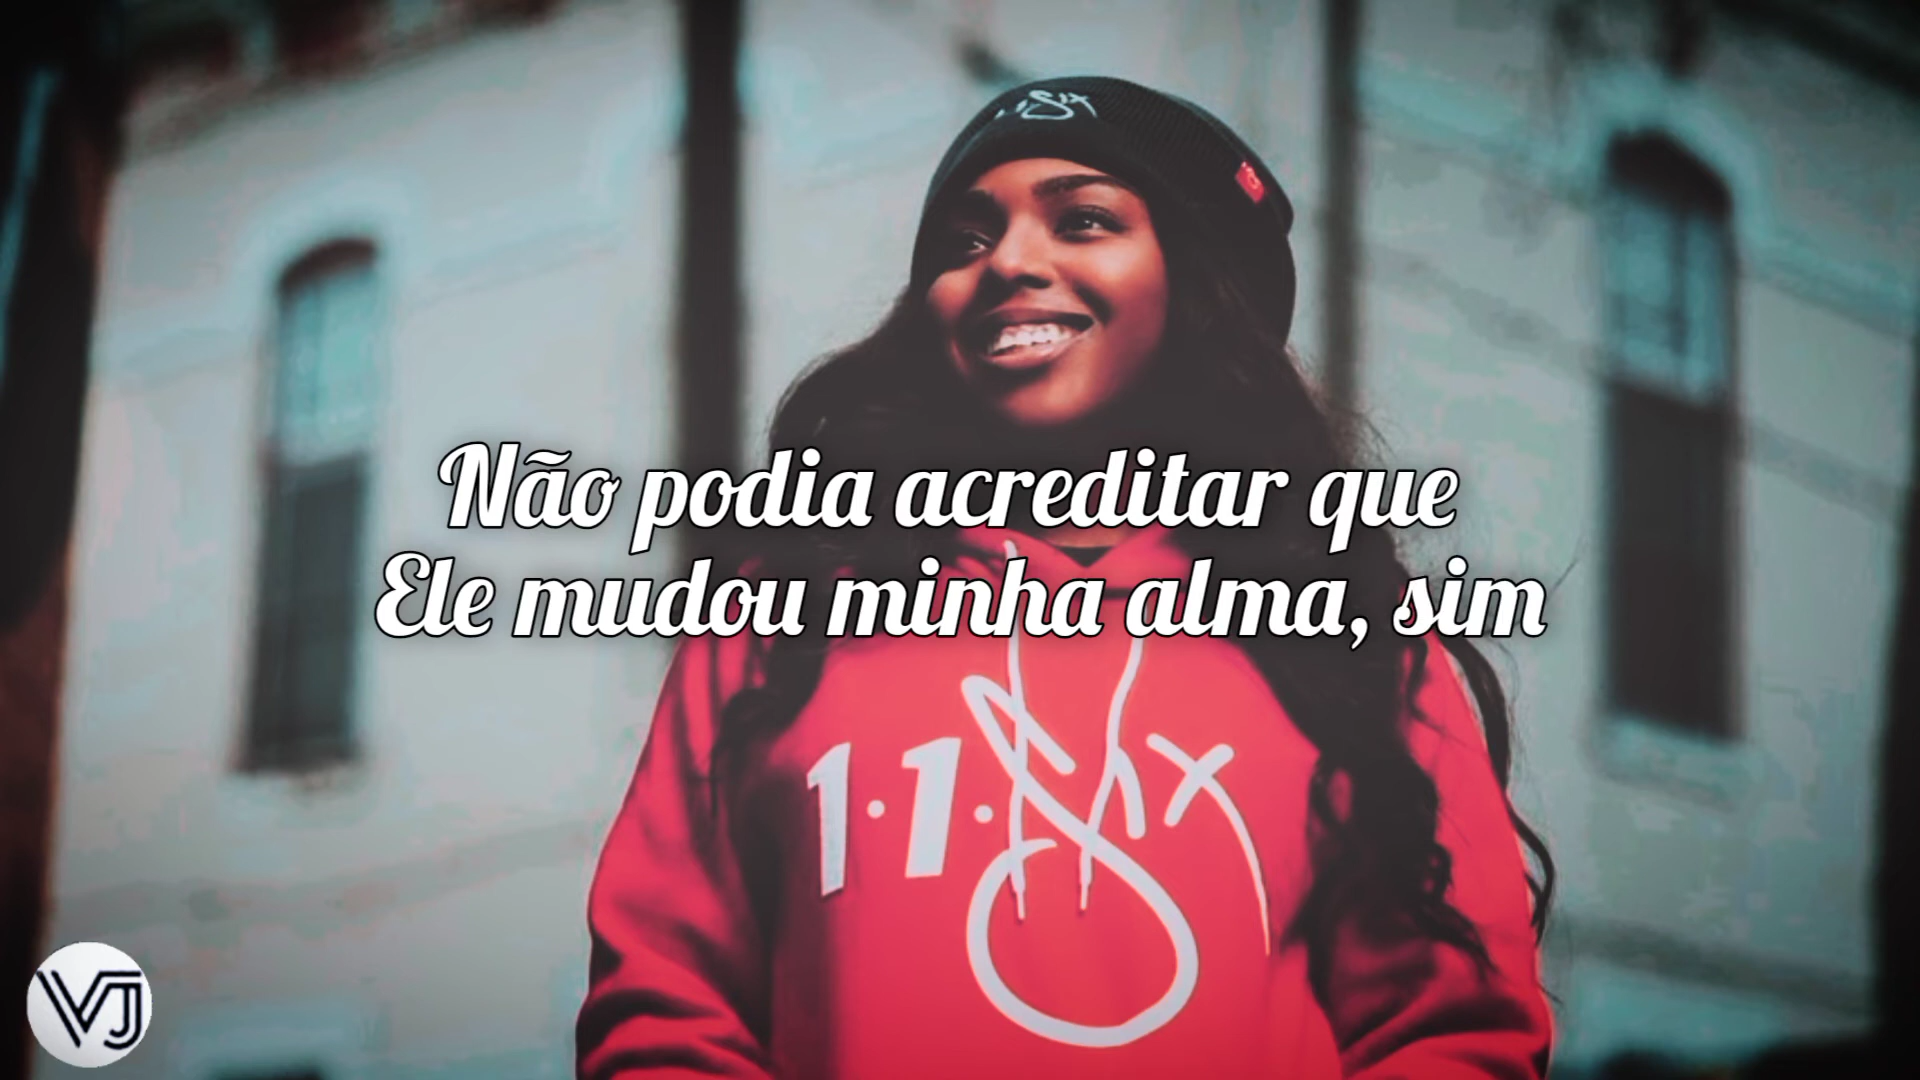 Não podia acreditar que
Ele mudou minha alma, sim
1·1·Six
VJ